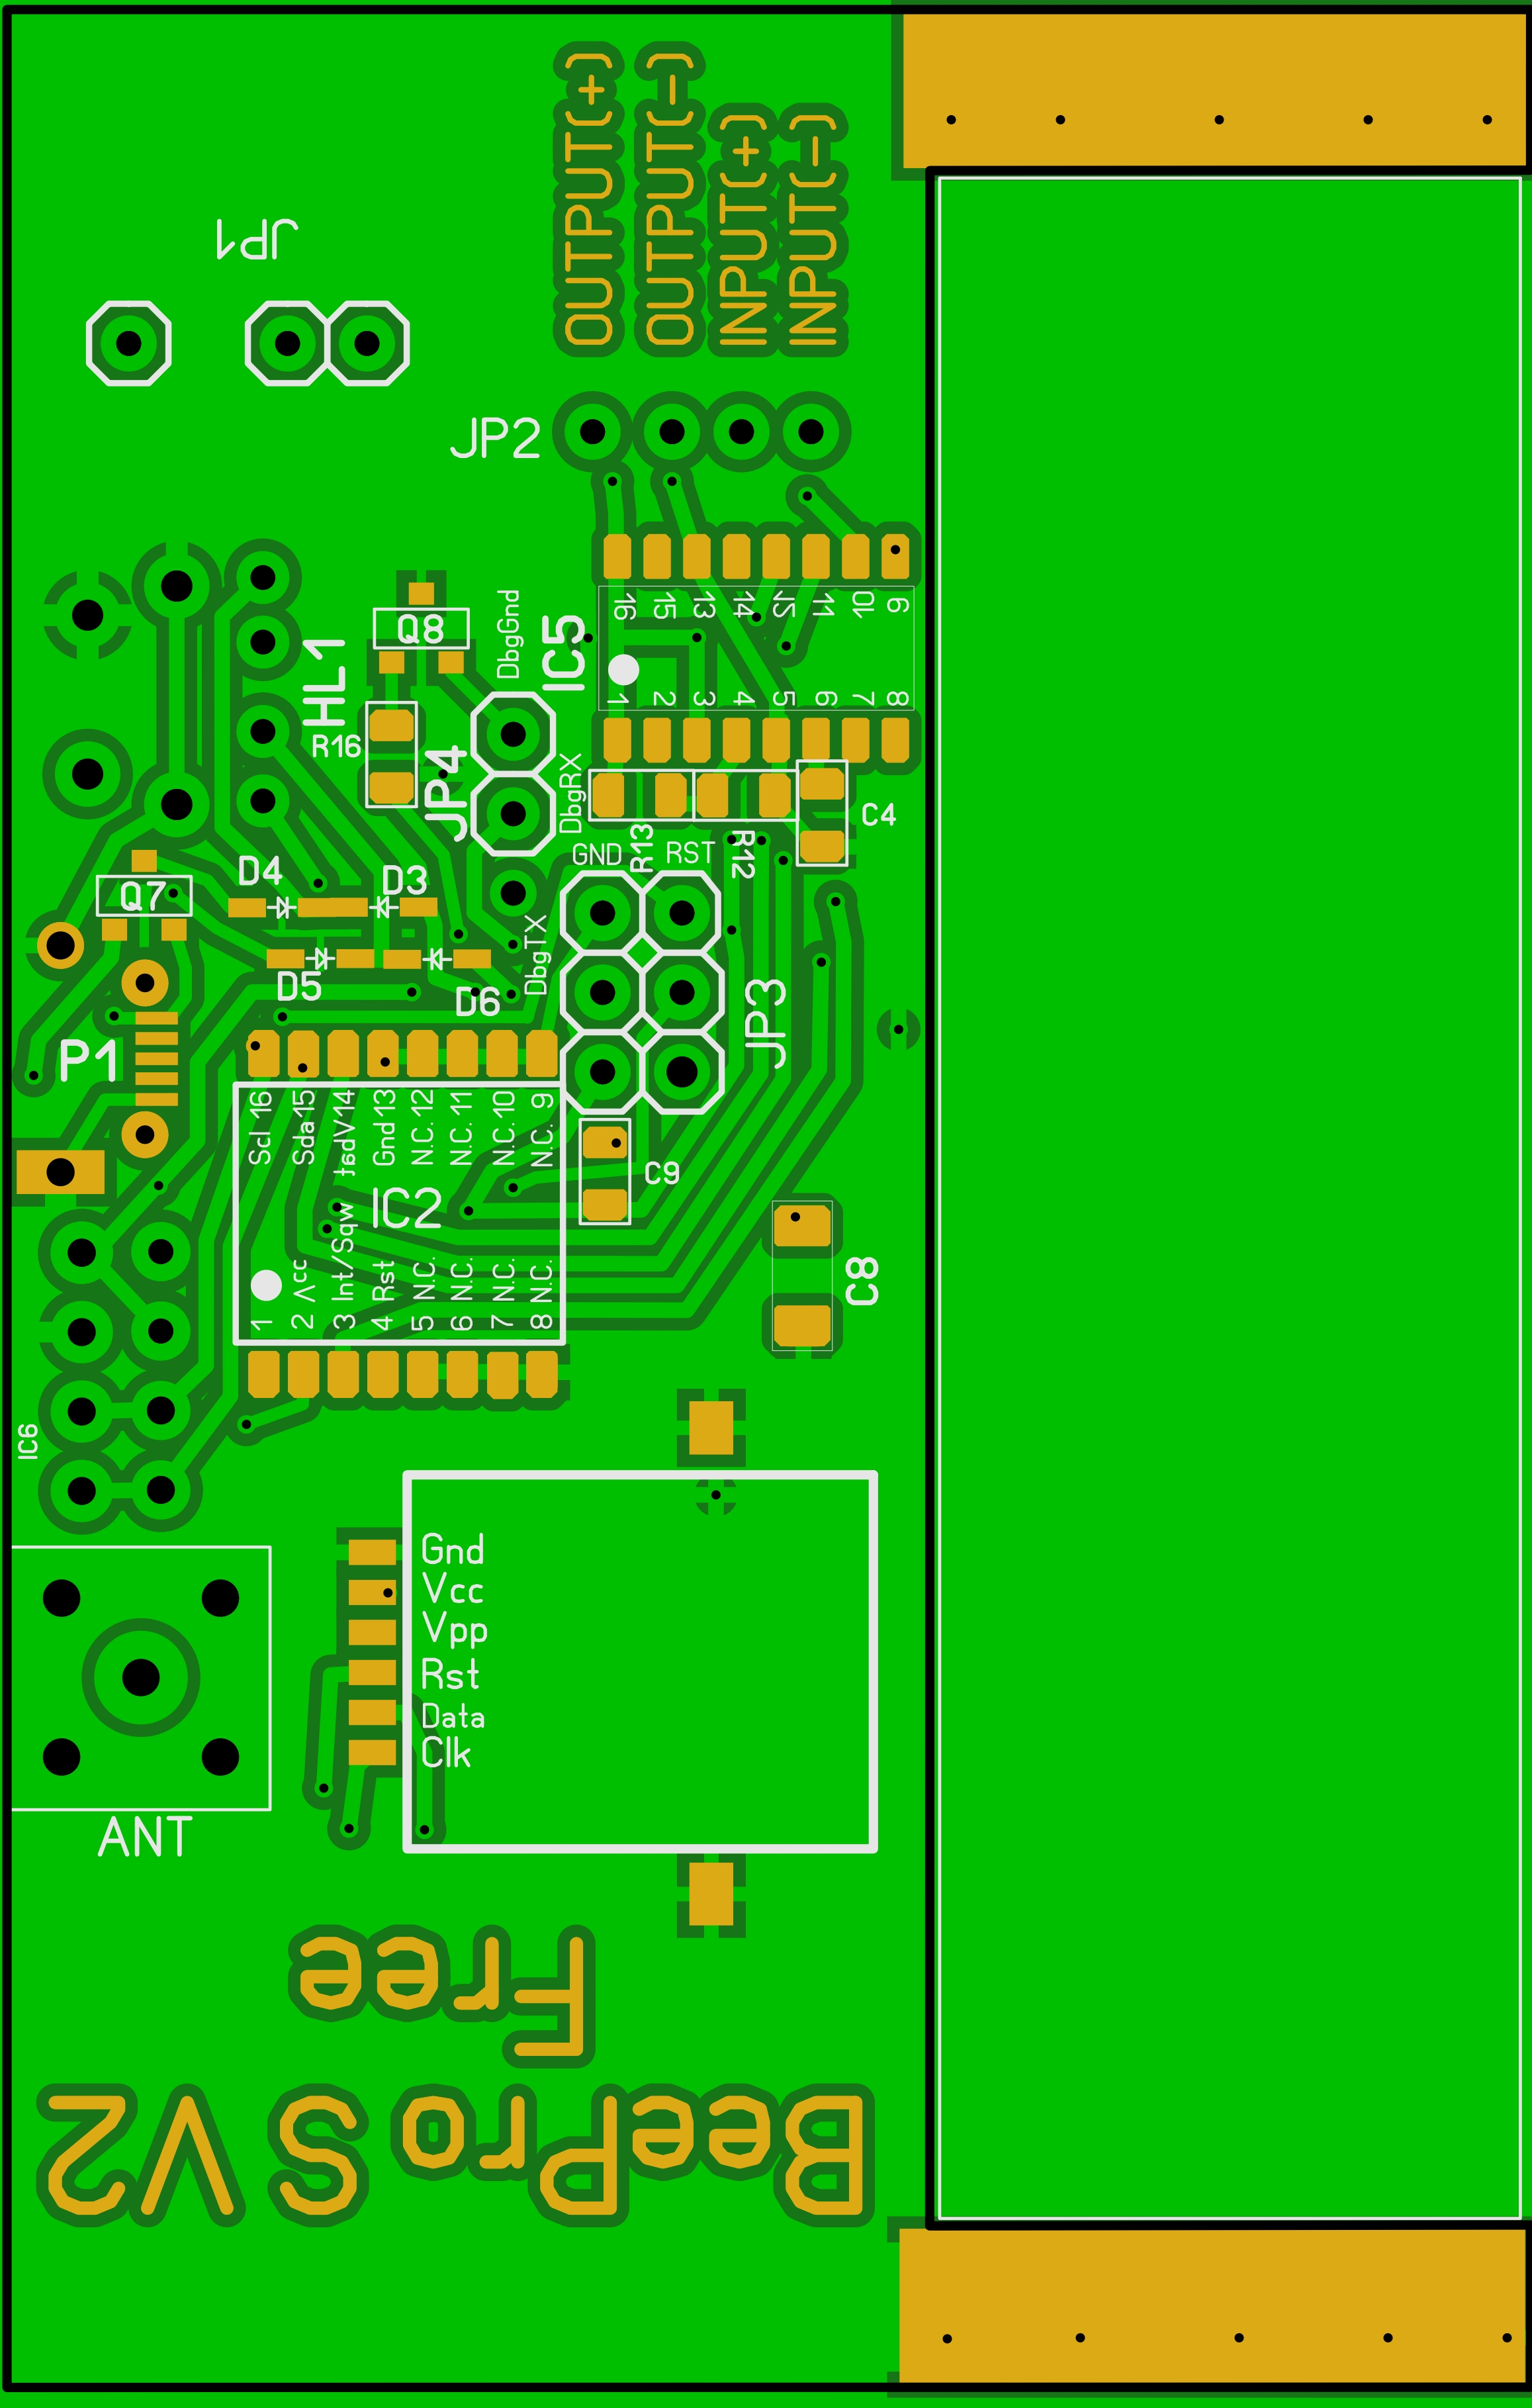 OUTPUT(+)
OUTPUT(-)
INPUT(+)
INPUT(-)
JP1
JP2
Q8
DbgGnd
IC5
16 15 13 14 12 11 10 9
1 2 3 4 5 6 7 8
HL1
R16
JP4
DbgRX
C4
GND
R13
RST
R12
D4
D3
Q7
DbgTX
D5
D6
JP3
P1
Scl 16
Sda 15
Vbat 14
Gnd 13
N.C. 12
N.C. 11
N.C. 10
N.C. 9
IC2
1
2 Vcc
3 Int/Sqw
4 Rst
5 N.C.
6 N.C.
7 N.C.
8 N.C.
C9
C8
IC6
Gnd
Vcc
Vpp
Rst
Data
Clk
ANT
BeeProS V2
Free